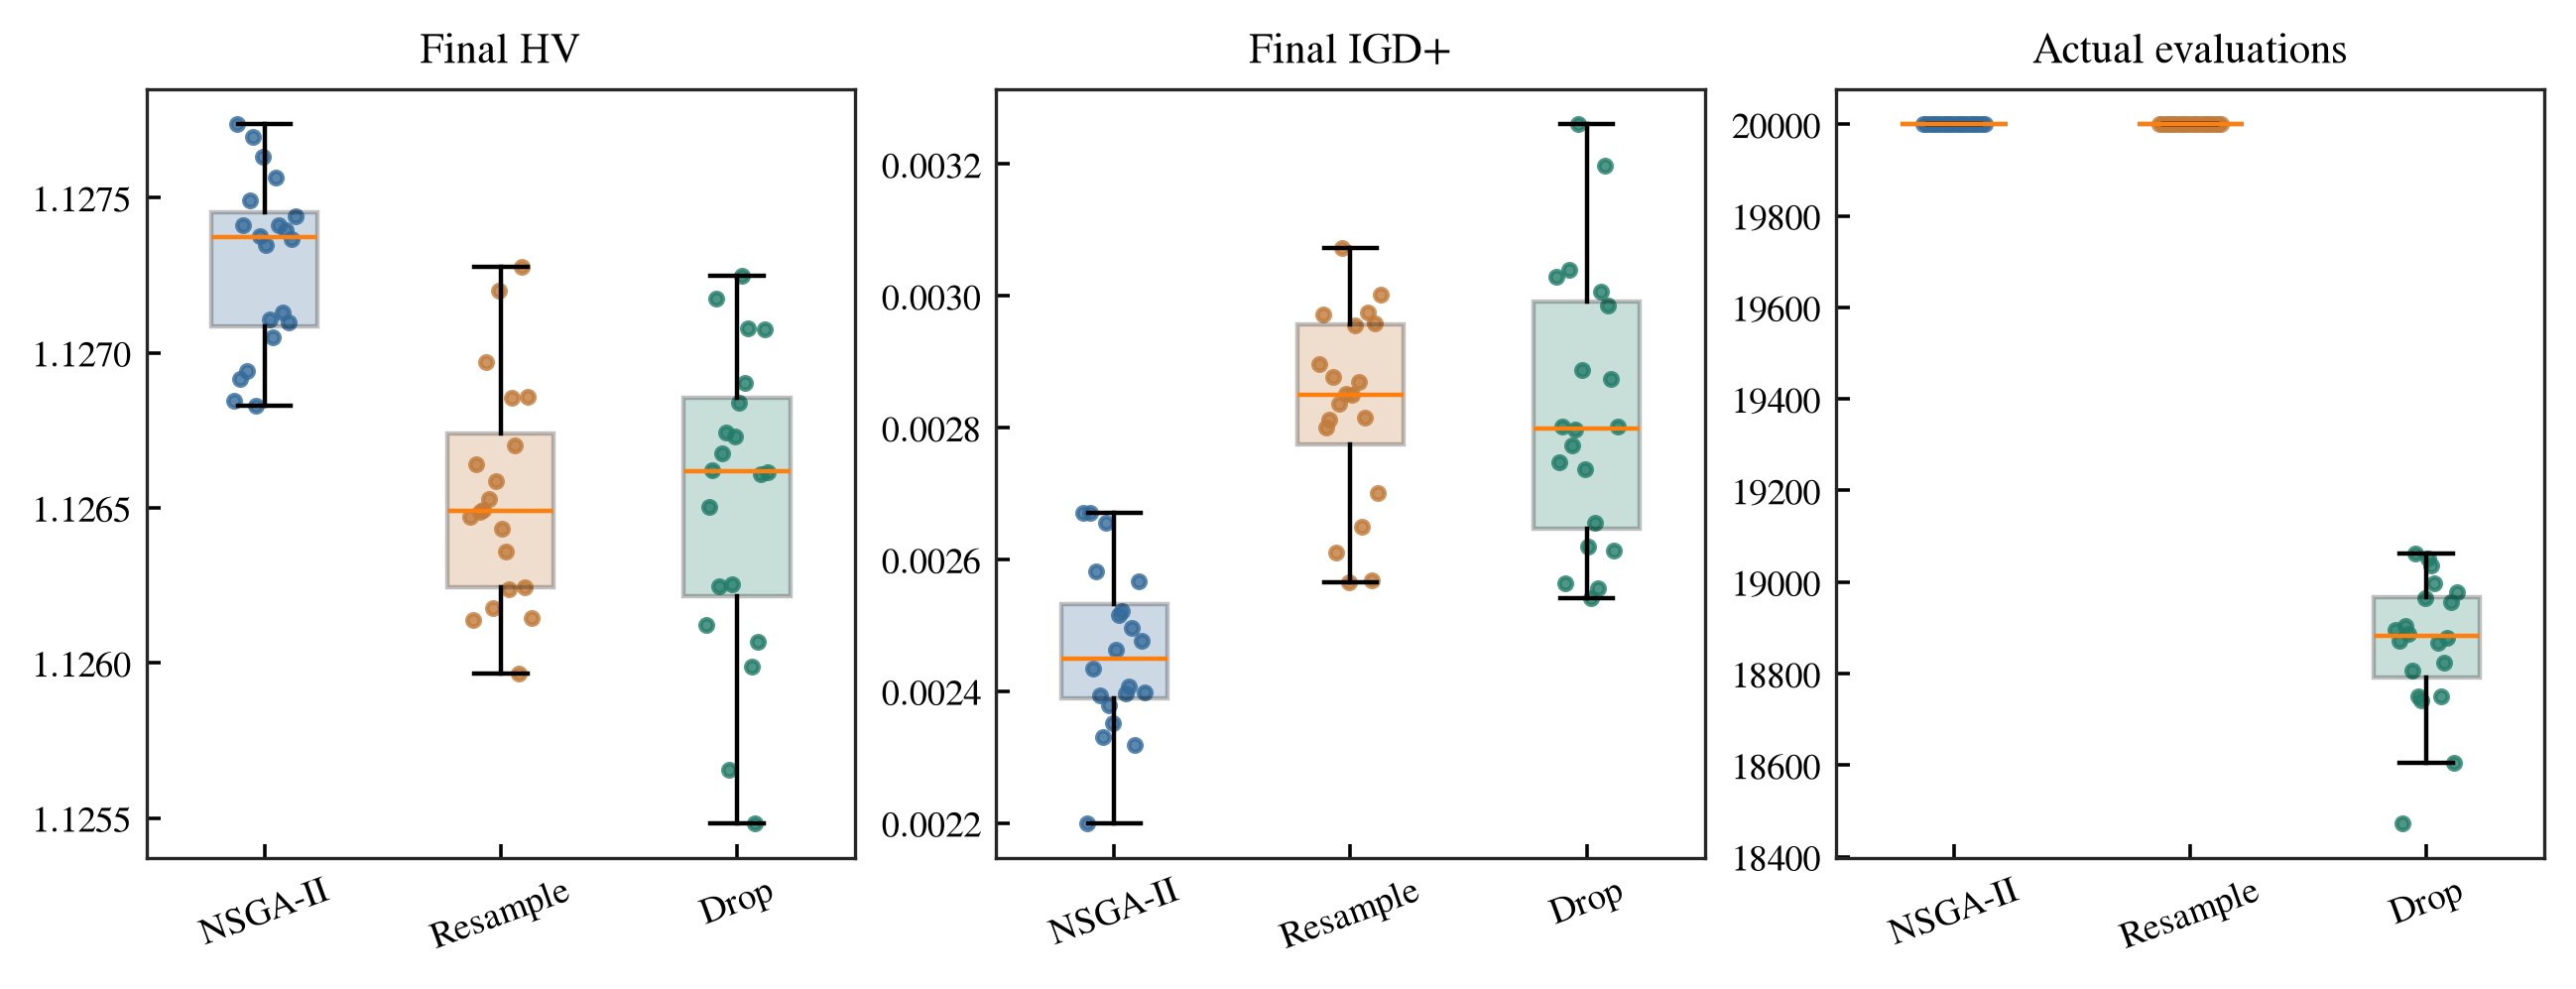 Final HV
1.1275
1.1270
1.1265
1.1260
1.1255
NSGA-II
Resample
Drop
Final IGD+
0.0032
0.0030
0.0028
0.0026
0.0024
0.0022
NSGA-II
Resample
Drop
Actual evaluations
20000
19800
19600
19400
19200
19000
18800
18600
18400
NSGA-II
Resample
Drop